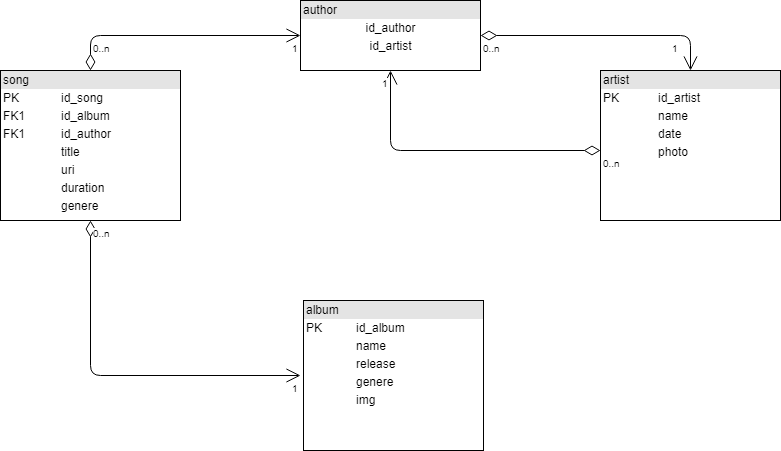 author
id_author
id_artist
0..n
1
0..n
1
song
PK id_song
FK1 id_album
FK1 id_author
title
uri
duration
genere
1
artist
PK id_artist
name
date
photo
0..n
0..n
album
PK id_album
name
release
genere
img
1